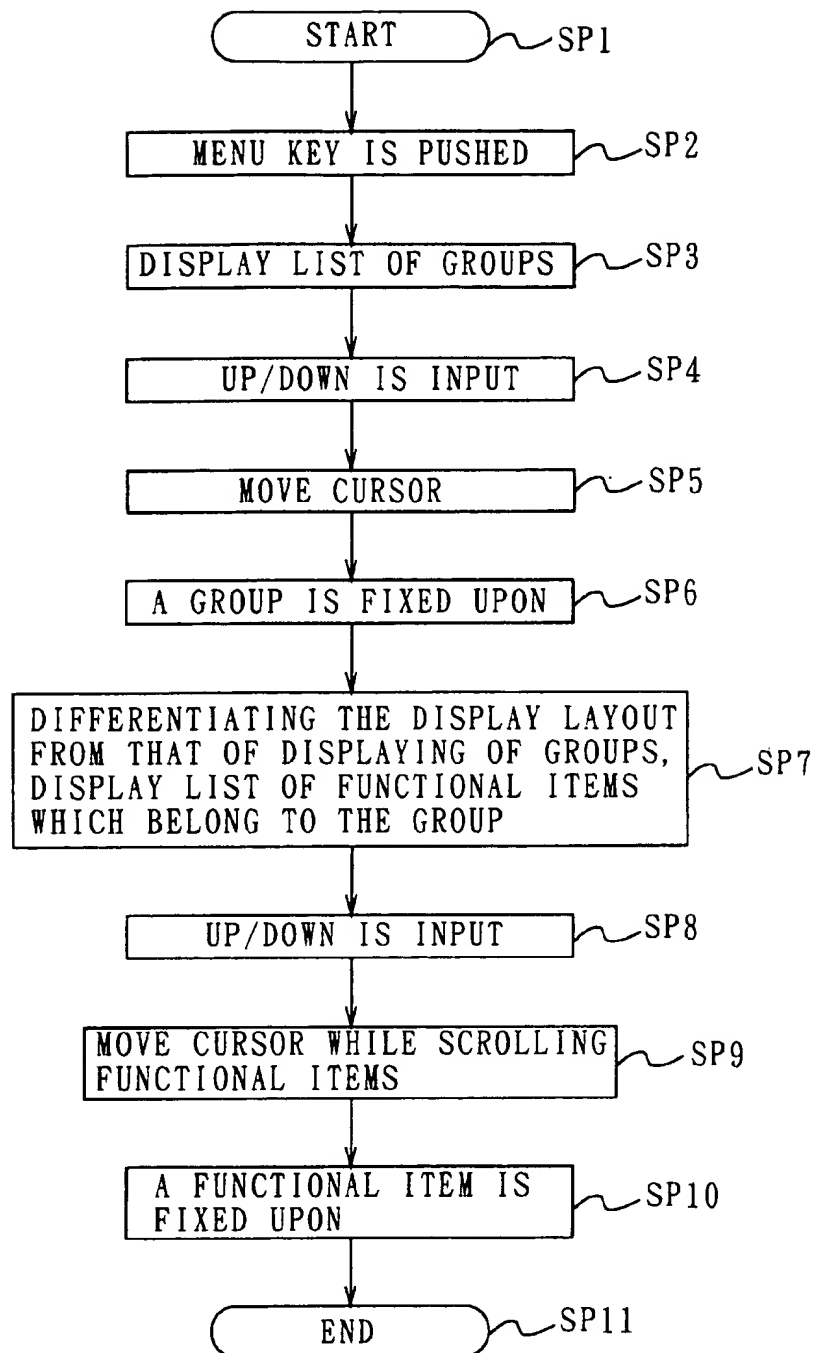 START
SP1
MENU KEY IS PUSHED
SP2
DISPLAY LIST OF GROUPS
SP3
UP/DOWN IS INPUT
SP4
MOVE CURSOR
SP5
A GROUP IS FIXED UPON
SP6
DIFFERENTIATING THE DISPLAY LAYOUT
FROM THAT OF DISPLAYING OF GROUPS,
DISPLAY LIST OF FUNCTIONAL ITEMS
WHICH BELONG TO THE GROUP
SP7
UP/DOWN IS INPUT
SP8
MOVE CURSOR WHILE SCROLLING
FUNCTIONAL ITEMS
SP9
A FUNCTIONAL ITEM IS
FIXED UPON
SP10
END
SP11